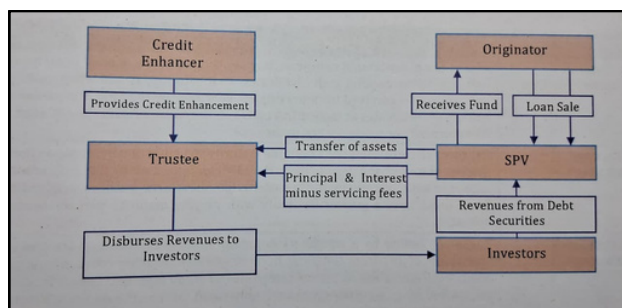 Credit
Enhancer
Originator
Provides Credit Enhancement
Receives Fund
Loan Sale
Trustee
Transfer of assets
SPV
Principal & Interest
minus servicing fees
Revenues from Debt
Securities
Disburses Revenues to
Investors
Investors